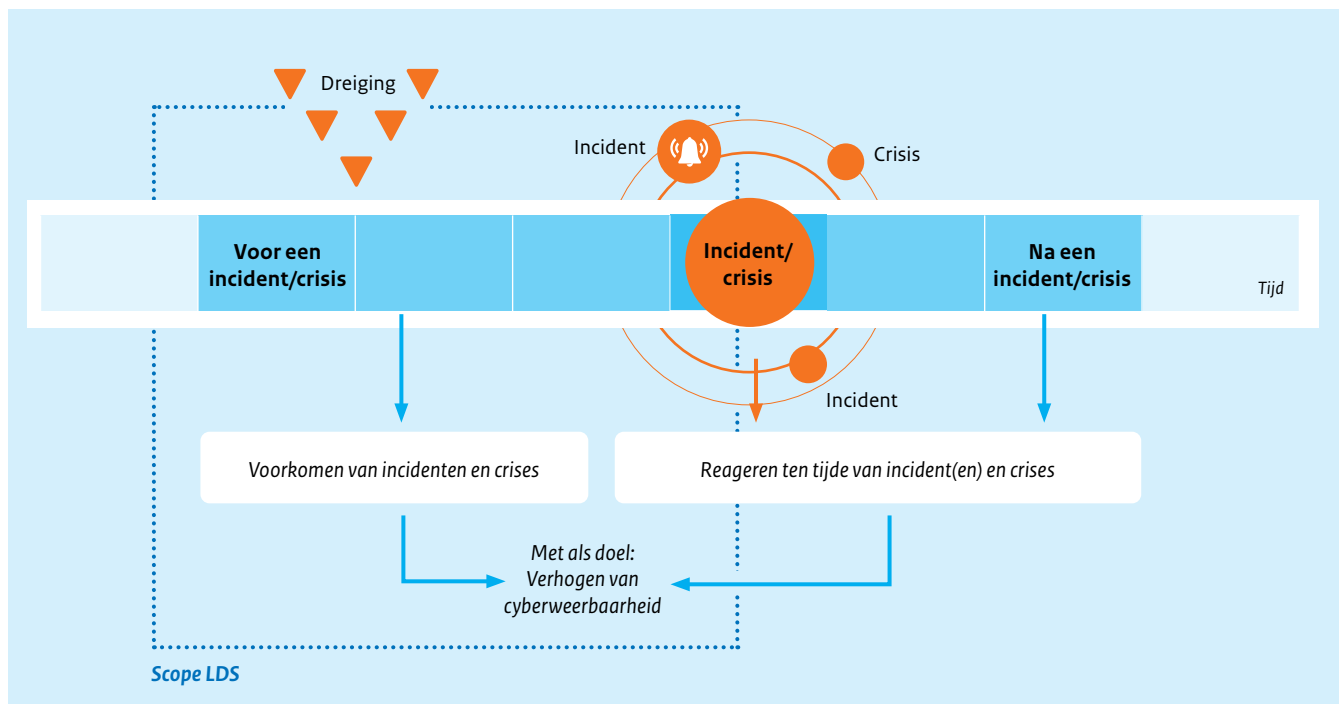 Dreiging
Incident
Crisis
Voor een
incident/crisis
Incident/
crisis
Na een
incident/crisis
Tijd
Incident
Voorkomen van incidenten en crises
Reageren ten tijde van incident(en) en crises
Met als doel:
Verhogen van
cyberweerbaarheid
Scope LDS